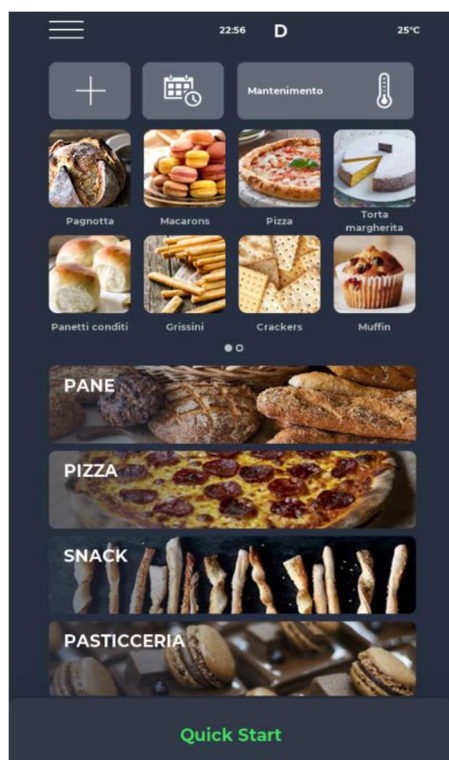 22:56 D 25°C
Mantenimento
Pagnotta Macarons Pizza Torta
margherita
Panetti conditi Grissini Crackers Muffin
PANE
PIZZA
SNACK
PASTICCERIA
Quick Start